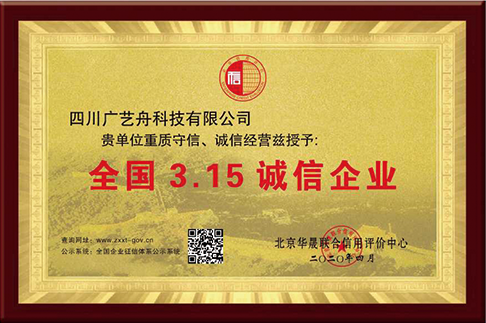 信
四川广艺舟科技有限公司
贵单位重质守信、诚信经营兹授予:
全国 3.15 诚信企业
查询网址:www.zxxt-gov.cn
公示系统:全国企业征信体系公示系统
北京华晟联合信用评价中心
二〇二〇年四月